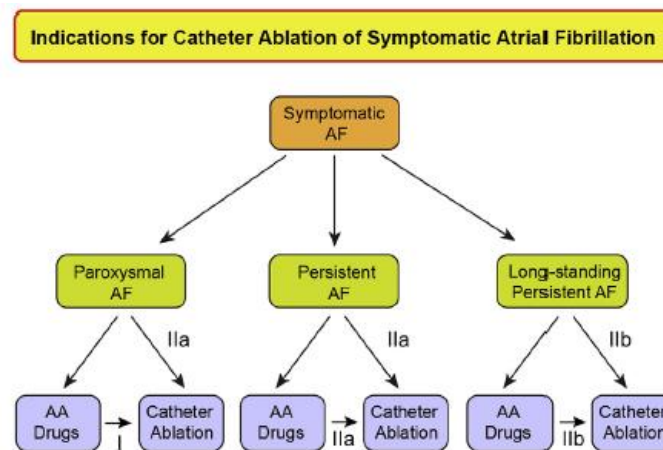 Indications for Catheter Ablation of Symptomatic Atrial Fibrillation
Symptomatic
AF
Paroxysmal
AF
Persistent
AF
Long-standing
Persistent AF
IIa
IIa
IIb
AA
Drugs
I
Catheter
Ablation
AA
Drugs
IIa
Catheter
Ablation
AA
Drugs
IIb
Catheter
Ablation